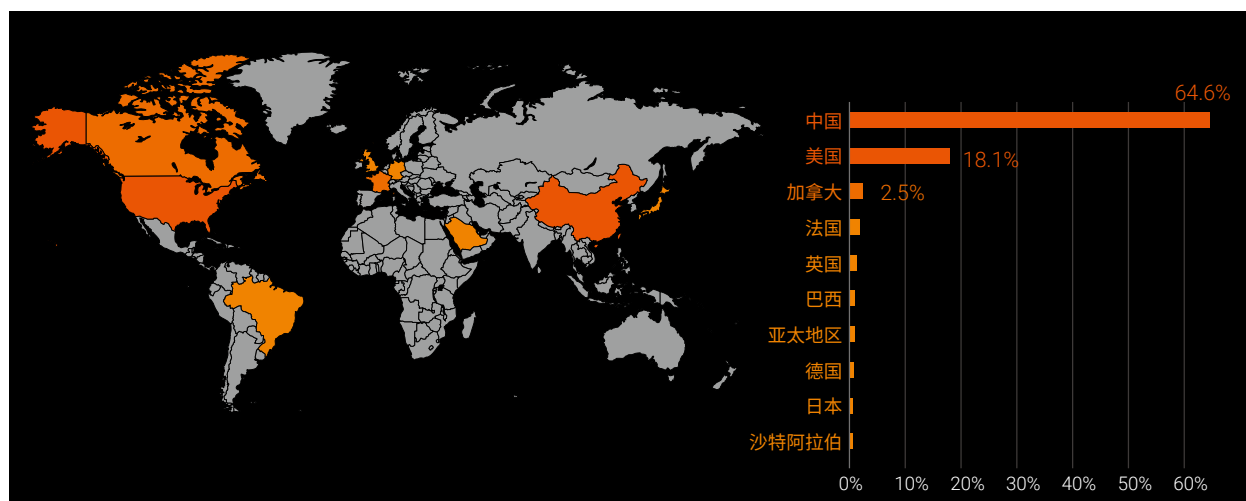 64.6%
中国
美国
18.1%
加拿大
2.5%
法国
英国
巴西
亚太地区
德国
日本
沙特阿拉伯
0% 10% 20% 30% 40% 50% 60%